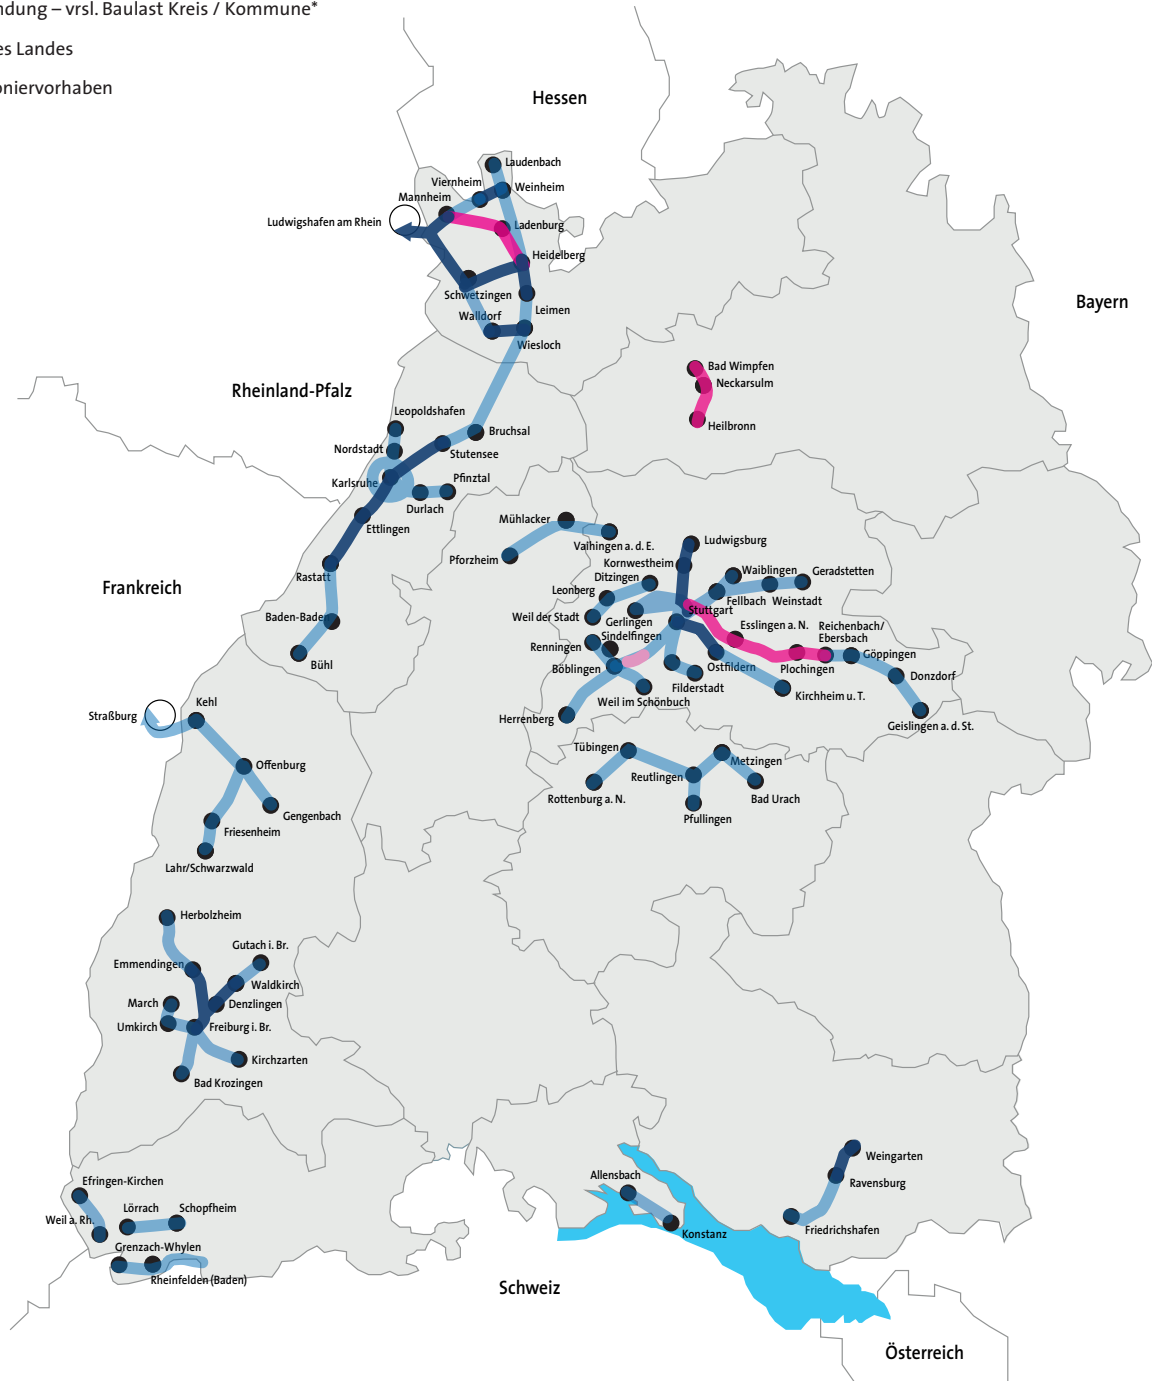 ndung – vrsl. Baulast Kreis / Kommune*
es Landes
oniervorhaben
Hessen
Laudenbach
Viernheim
Weinheim
Mannheim
Ludwigshafen am Rhein
Ladenburg
Heidelberg
Schwetzingen
Bayern
Leimen
Walldorf
Wiesloch
Bad Wimpfen
Neckarsulm
Rheinland-Pfalz
Leopoldshafen
Heilbronn
Bruchsal
Nordstadt
Stutensee
Karlsruhe
Pfinztal
Durlach
Mühlacker
Ettlingen
Ludwigsburg
Vaihingen a. d. E.
Pforzheim
Kornwestheim
Waiblingen
Geradstetten
Rastatt
Ditzingen
Frankreich
Leonberg
Fellbach
Weinstadt
Stuttgart
Baden-Baden
Weil der Stadt
Gerlingen
Esslingen a. N.
Reichenbach/
Ebersbach
Sindelfingen
Renningen
Göppingen
Bühl
Böblingen
Ostfildern
Plochingen
Donzdorf
Filderstadt
Kirchheim u. T.
Kehl
Weil im Schönbuch
Straßburg
Herrenberg
Geislingen a. d. St.
Tübingen
Metzingen
Offenburg
Reutlingen
Rottenburg a. N.
Bad Urach
Gengenbach
Pfullingen
Friesenheim
Lahr/Schwarzwald
Herbolzheim
Gutach i. Br.
Emmendingen
Waldkirch
March
Denzlingen
Umkirch
Freiburg i. Br.
Kirchzarten
Bad Krozingen
Weingarten
Allensbach
Efringen-Kirchen
Ravensburg
Lörrach
Schopfheim
Weil a. Rh.
Friedrichshafen
Konstanz
Grenzach-Whylen
Rheinfelden (Baden)
Schweiz
Österreich